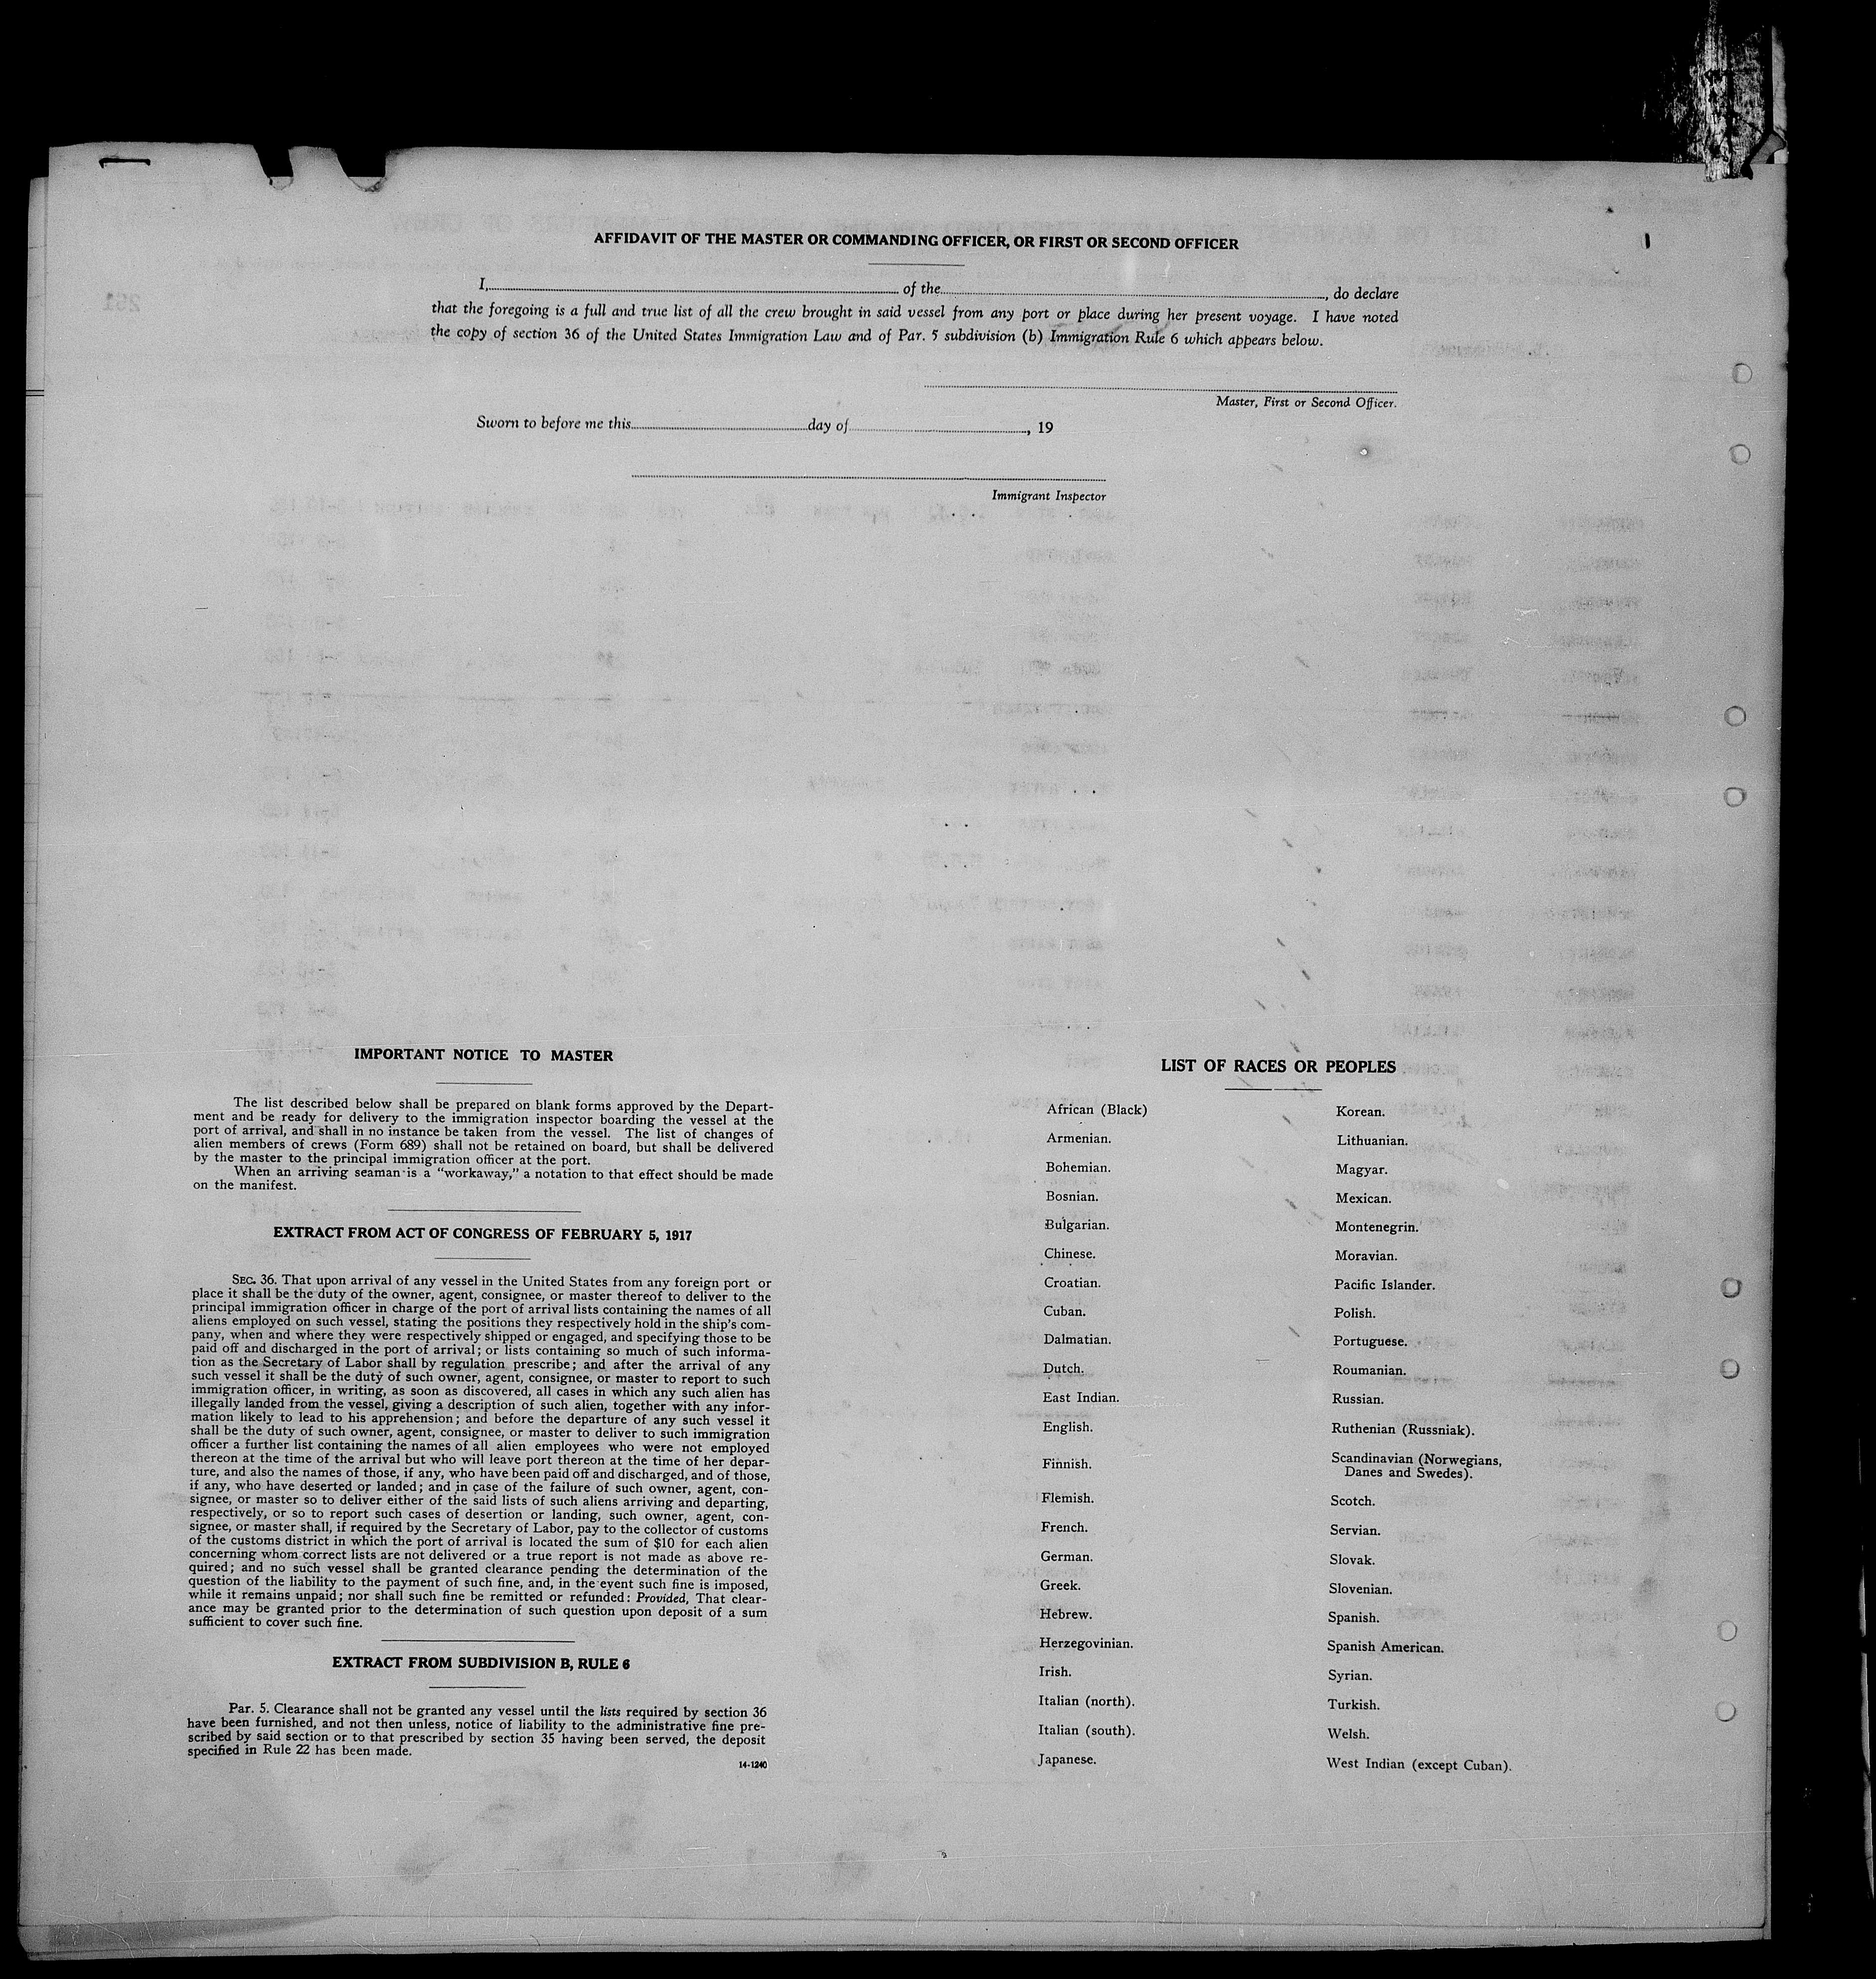 AFFIDAVIT OF THE MASTER OR COMMANDING OFFICER, OR FIRST OR SECOND OFFICER
I, of the , do declare
that the foregoing is a full and true list of all the crew brought in said vessel from any port or place during her present voyage. I have noted
the copy of section 36 of the United States Immigration Law and of Par. 5 subdivision (b) Immigration Rule 6 which appears below.
Master, First or Second Officer.
Sworn to before me this day of , 19
Immigrant Inspector
IMPORTANT NOTICE TO MASTER
The list described below shall be prepared on blank forms approved by the Depart-
ment and be ready for delivery to the immigration inspector boarding the vessel at the
port of arrival, and shall in no instance be taken from the vessel. The list of changes of
alien members of crews (Form 689) shall not be retained on board, but shall be delivered
by the master to the principal immigration officer at the port.
When an arriving seaman is a "workaway," a notation to that effect should be made
on the manifest.
EXTRACT FROM ACT OF CONGRESS OF FEBRUARY 5, 1917
SEC. 36. That upon arrival of any vessel in the United States from any foreign port or
place it shall be the duty of the owner, agent, consignee, or master thereof to deliver to the
principal immigration officer in charge of the port of arrival lists containing the names of all
aliens employed on such vessel, stating the positions they respectively hold in the ship's com-
pany, when and where they were respectively shipped or engaged, and specifying those to be
paid off and discharged in the port of arrival; or lists containing so much of such informa-
tion as the Secretary of Labor shall by regulation prescribe; and after the arrival of any
such vessel it shall be the duty of such owner, agent, consignee, or master to report to such
immigration officer, in writing, as soon as discovered, all cases in which any such alien has
illegally landed from the vessel, giving a description of such alien, together with any infor-
mation likely to lead to his apprehension; and before the departure of any such vessel it
shall be the duty of such owner, agent, consignee, or master to deliver to such immigration
officer a further list containing the names of all alien employees who were not employed
thereon at the time of the arrival but who will leave port thereon at the time of her depar-
ture, and also the names of those, if any, who have been paid off and discharged, and of those,
if any, who have deserted or landed; and in case of the failure of such owner, agent, con-
signee, or master so to deliver either of the said lists of such aliens arriving and departing,
respectively, or so to report such cases of desertion or landing, such owner, agent, con-
signee, or master shall, if required by the Secretary of Labor, pay to the collector of customs
of the customs district in which the port of arrival is located the sum of $10 for each alien
concerning whom correct lists are not delivered or a true report is not made as above re-
quired; and no such vessel shall be granted clearance pending the determination of the
question of the liability to the payment of such fine, and, in the event such fine is imposed,
while it remains unpaid; nor shall such fine be remitted or refunded: Provided, That clear-
ance may be granted prior to the determination of such question upon deposit of a sum
sufficient to cover such fine.
EXTRACT FROM SUBDIVISION B, RULE 6
Par. 5. Clearance shall not be granted any vessel until the lists required by section 36
have been furnished, and not then unless, notice of liability to the administrative fine pre-
scribed by said section or to that prescribed by section 35 having been served, the deposit
specified in Rule 22 has been made.
14-1240
LIST OF RACES OR PEOPLES
African (Black)
Armenian.
Bohemian.
Bosnian.
Bulgarian.
Chinese.
Croatian.
Cuban.
Dalmatian.
Dutch.
East Indian.
English.
Finnish.
Flemish.
French.
German.
Greek.
Hebrew.
Herzegovinian.
Irish.
Italian (north).
Italian (south).
Japanese.
Korean.
Lithuanian.
Magyar.
Mexican.
Montenegrin.
Moravian.
Pacific Islander.
Polish.
Portuguese.
Roumanian.
Russian.
Ruthenian (Russniak).
Scandinavian (Norwegians,
Danes and Swedes).
Scotch.
Servian.
Slovak.
Slovenian.
Spanish.
Spanish American.
Syrian.
Turkish.
Welsh.
West Indian (except Cuban).